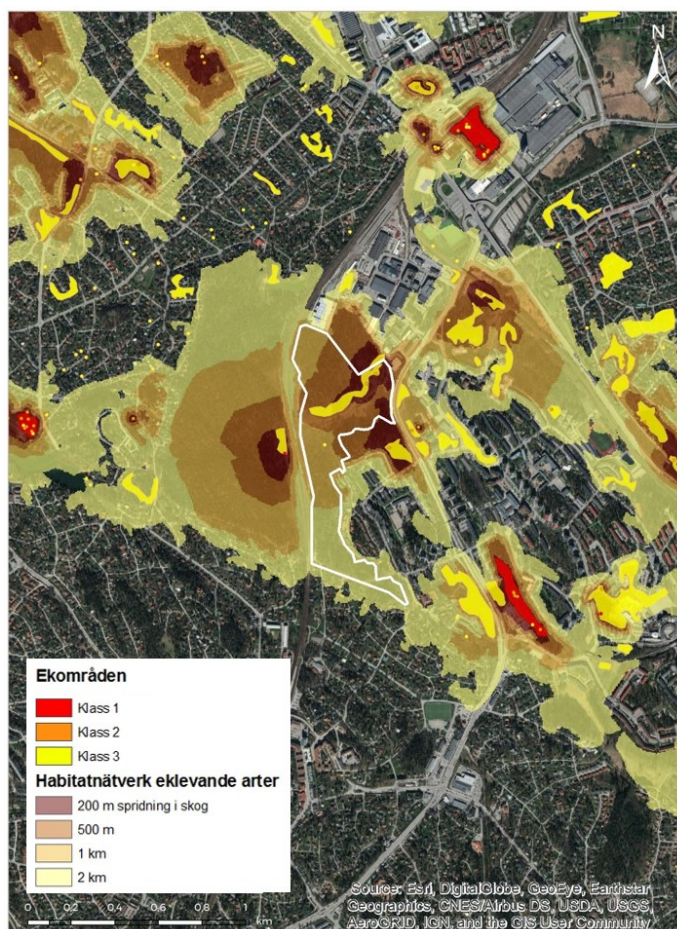 N
Ekområden
Klass 1
Klass 2
Klass 3
Habitatnätverk eklevande arter
200 m spridning i skog
500 m
1 km
2 km
0 0,2 0,4 0,6 0,8 1
km
Source: Esri, DigitalGlobe, GeoEye, Earthstar
Geographics, CNES/Airbus DS, USDA, USGS,
AeroGRID, IGN, and the GIS User Community